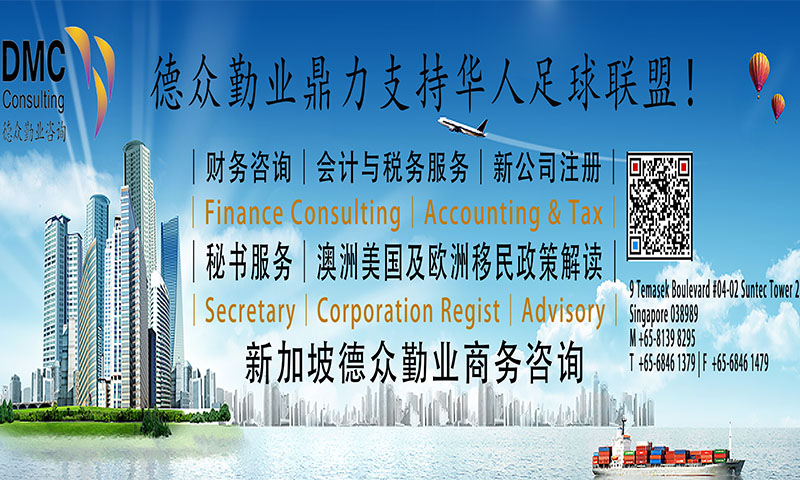 DMC
Consulting
德众勤业咨询
德众勤业鼎力支持华人足球联盟！
｜财务咨询｜会计与税务服务｜新公司注册｜
｜Finance Consulting｜Accounting & Tax｜
｜秘书服务｜澳洲美国及欧洲移民政策解读｜
｜Secretary｜Corporation Regist｜Advisory｜
新加坡德众勤业商务咨询
9 Temasek Boulevard #04-02 Suntec Tower 2
Singapore 038989
M +65-8139 8295
T +65-6846 1379 | F +65-6846 1479